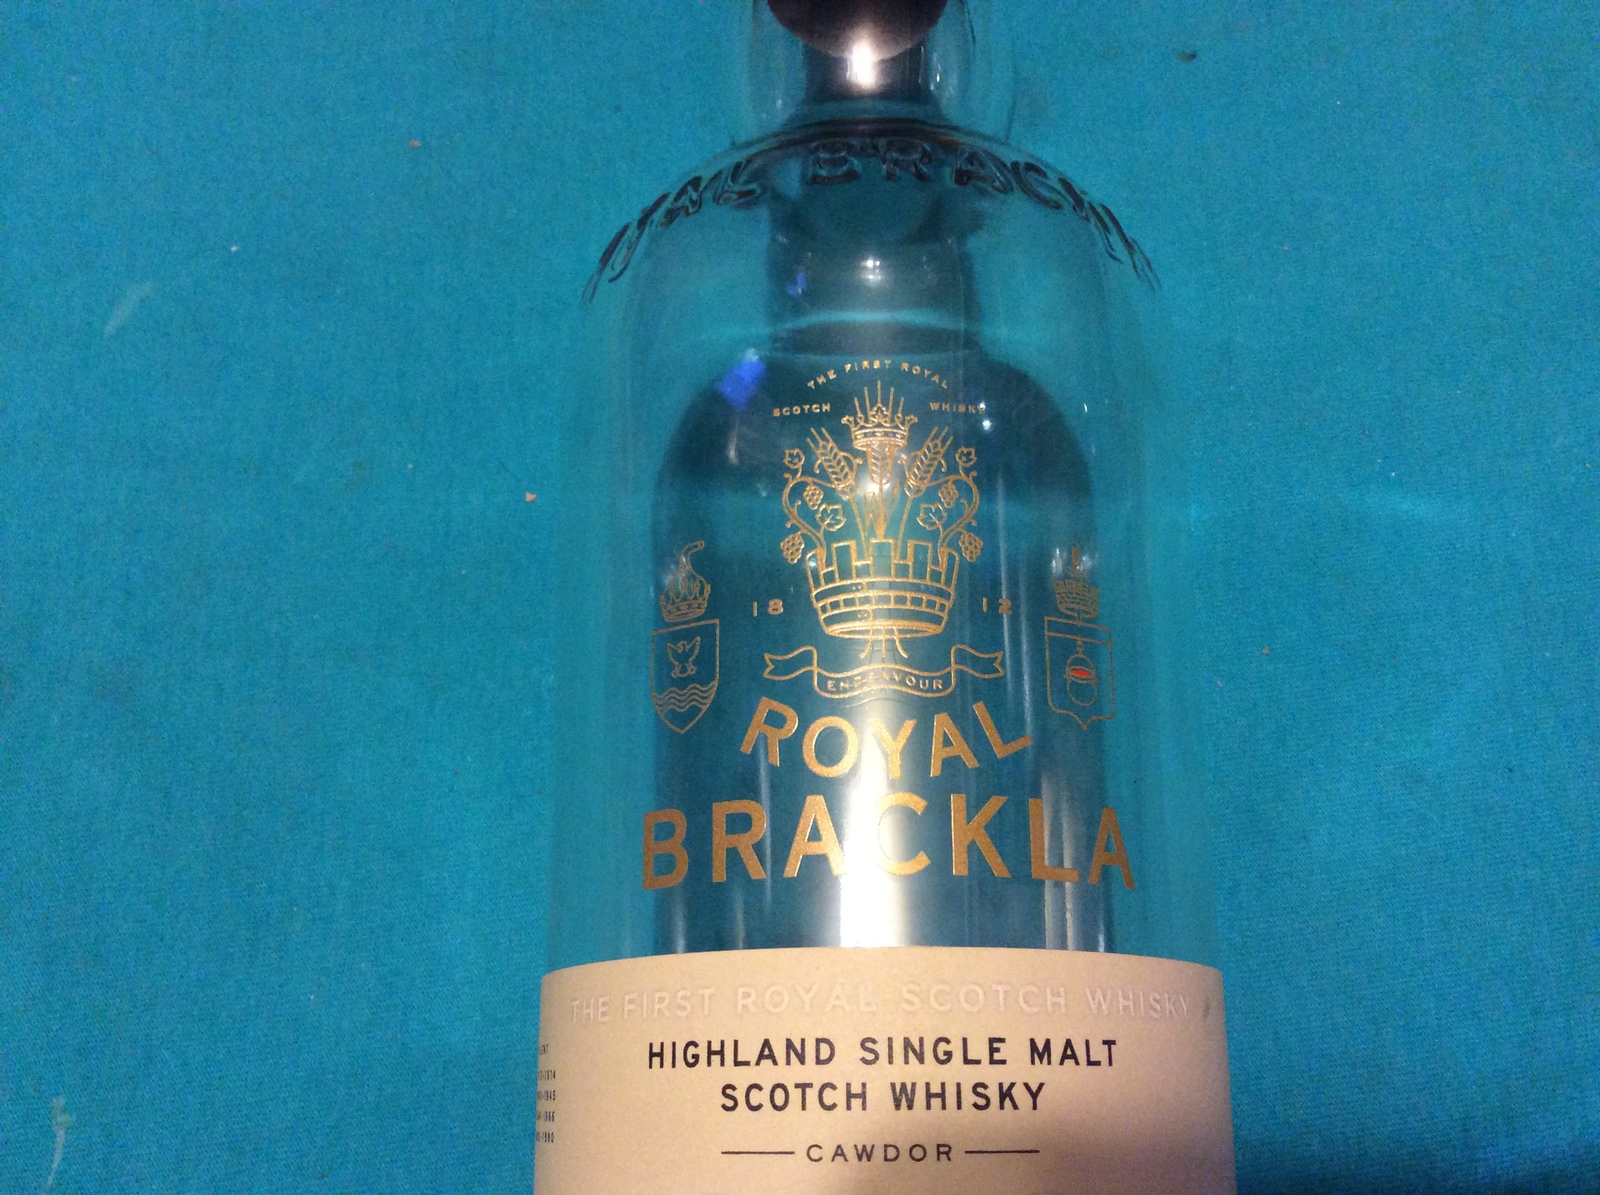 THE FIRST ROYAL
SCOTCH WHISKY
18 12
ENDEAVOUR
ROYAL
BRACKLA
THE FIRST ROYAL SCOTCH WHISKY
HIGHLAND SINGLE MALT
SCOTCH WHISKY
CAWDOR